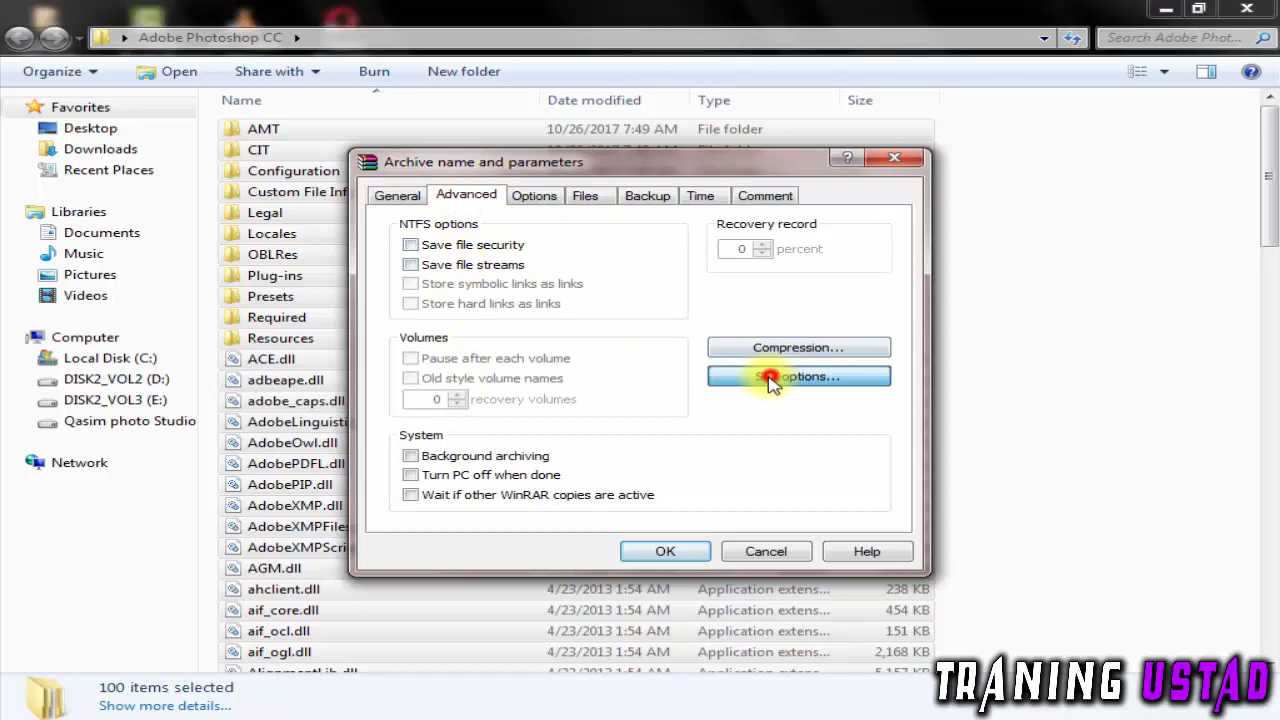 Adobe Photoshop CC
Search Adobe Phot...
Organize
Open
Share with
Burn
New folder
Name
Date modified
Type
Size
Favorites
Desktop
Downloads
Recent Places
Libraries
Documents
Music
Pictures
Videos
Computer
Local Disk (C:)
DISK2_VOL2 (D:)
DISK2_VOL3 (E:)
Qasim photo Studio
Network
AMT 10/26/2017 7:49 AM File folder
CIT
Configuration
Custom File Inf
Legal
Locales
OBLRes
Plug-ins
Presets
Required
Resources
ACE.dll
adbeape.dll
adobe_caps.dll
AdobeLinguisti
AdobeOwl.dll
AdobePDFL.dll
AdobePIP.dll
AdobeXMP.dll
AdobeXMPFiles
AdobeXMPScri
AGM.dll
ahclient.dll 4/23/2013 1:54 AM Application extens... 238 KB
aif_core.dll 4/23/2013 1:54 AM Application extens... 454 KB
aif_ocl.dll 4/23/2013 1:54 AM Application extens... 151 KB
aif_ogl.dll 4/23/2013 1:54 AM Application extens... 2,168 KB
Archive name and parameters
General
Advanced
Options
Files
Backup
Time
Comment
NTFS options
Save file security
Save file streams
Store symbolic links as links
Store hard links as links
Recovery record
0 percent
Volumes
Pause after each volume
Old style volume names
0 recovery volumes
Compression...
options...
System
Background archiving
Turn PC off when done
Wait if other WinRAR copies are active
OK
Cancel
Help
100 items selected
Show more details...
TRANING USTAD